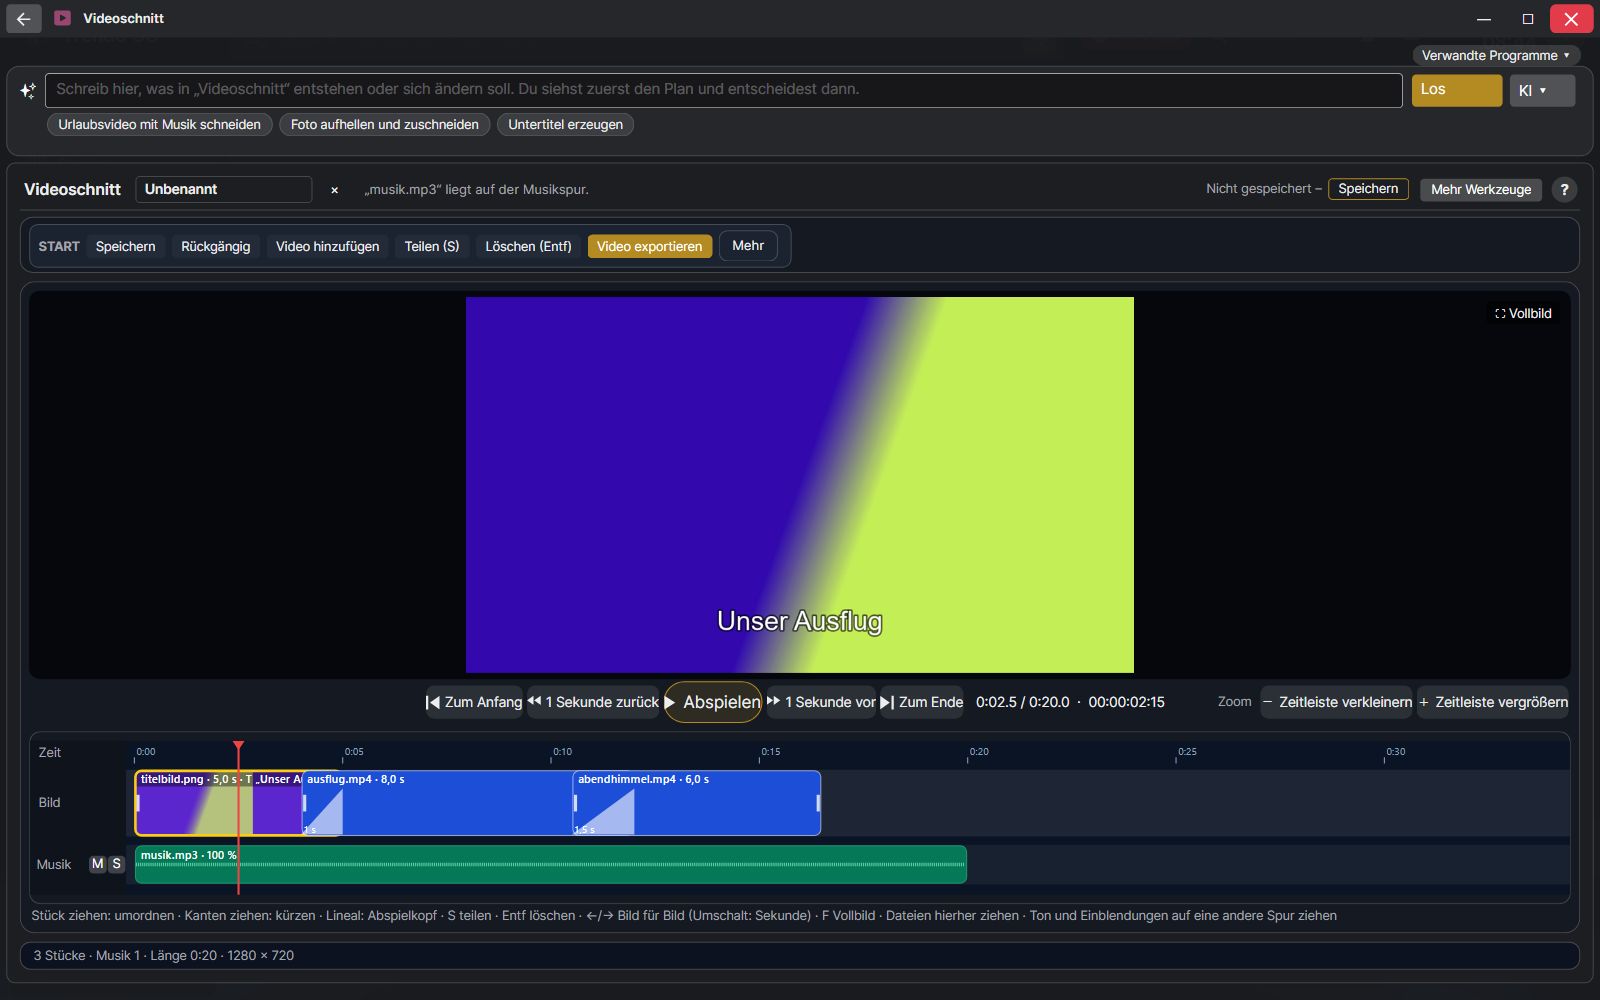 Videoschnitt
Verwandte Programme
Schreib hier, was in „Videoschnitt“ entstehen oder sich ändern soll. Du siehst zuerst den Plan und entscheidest dann.
Los
KI
Urlaubsvideo mit Musik schneiden
Foto aufhellen und zuschneiden
Untertitel erzeugen
Videoschnitt
Unbenannt
×
„musik.mp3“ liegt auf der Musikspur.
Nicht gespeichert –
Speichern
Mehr Werkzeuge
?
START
Speichern
Rückgängig
Video hinzufügen
Teilen (S)
Löschen (Entf)
Video exportieren
Mehr
Vollbild
Unser Ausflug
Zum Anfang
1 Sekunde zurück
Abspielen
1 Sekunde vor
Zum Ende
0:02.5 / 0:20.0 · 00:00:02:15
Zoom
− Zeitleiste verkleinern
+ Zeitleiste vergrößern
Zeit
0:00
0:05
0:10
0:15
0:20
0:25
0:30
Bild
titelbild.png · 5,0 s · T „Unser A
ausflug.mp4 · 8,0 s
abendhimmel.mp4 · 6,0 s
1 s
1,5 s
Musik
M
S
musik.mp3 · 100 %
Stück ziehen: umordnen · Kanten ziehen: kürzen · Lineal: Abspielkopf · S teilen · Entf löschen · ←/→ Bild für Bild (Umschalt: Sekunde) · F Vollbild · Dateien hierher ziehen · Ton und Einblendungen auf eine andere Spur ziehen
3 Stücke · Musik 1 · Länge 0:20 · 1280 × 720